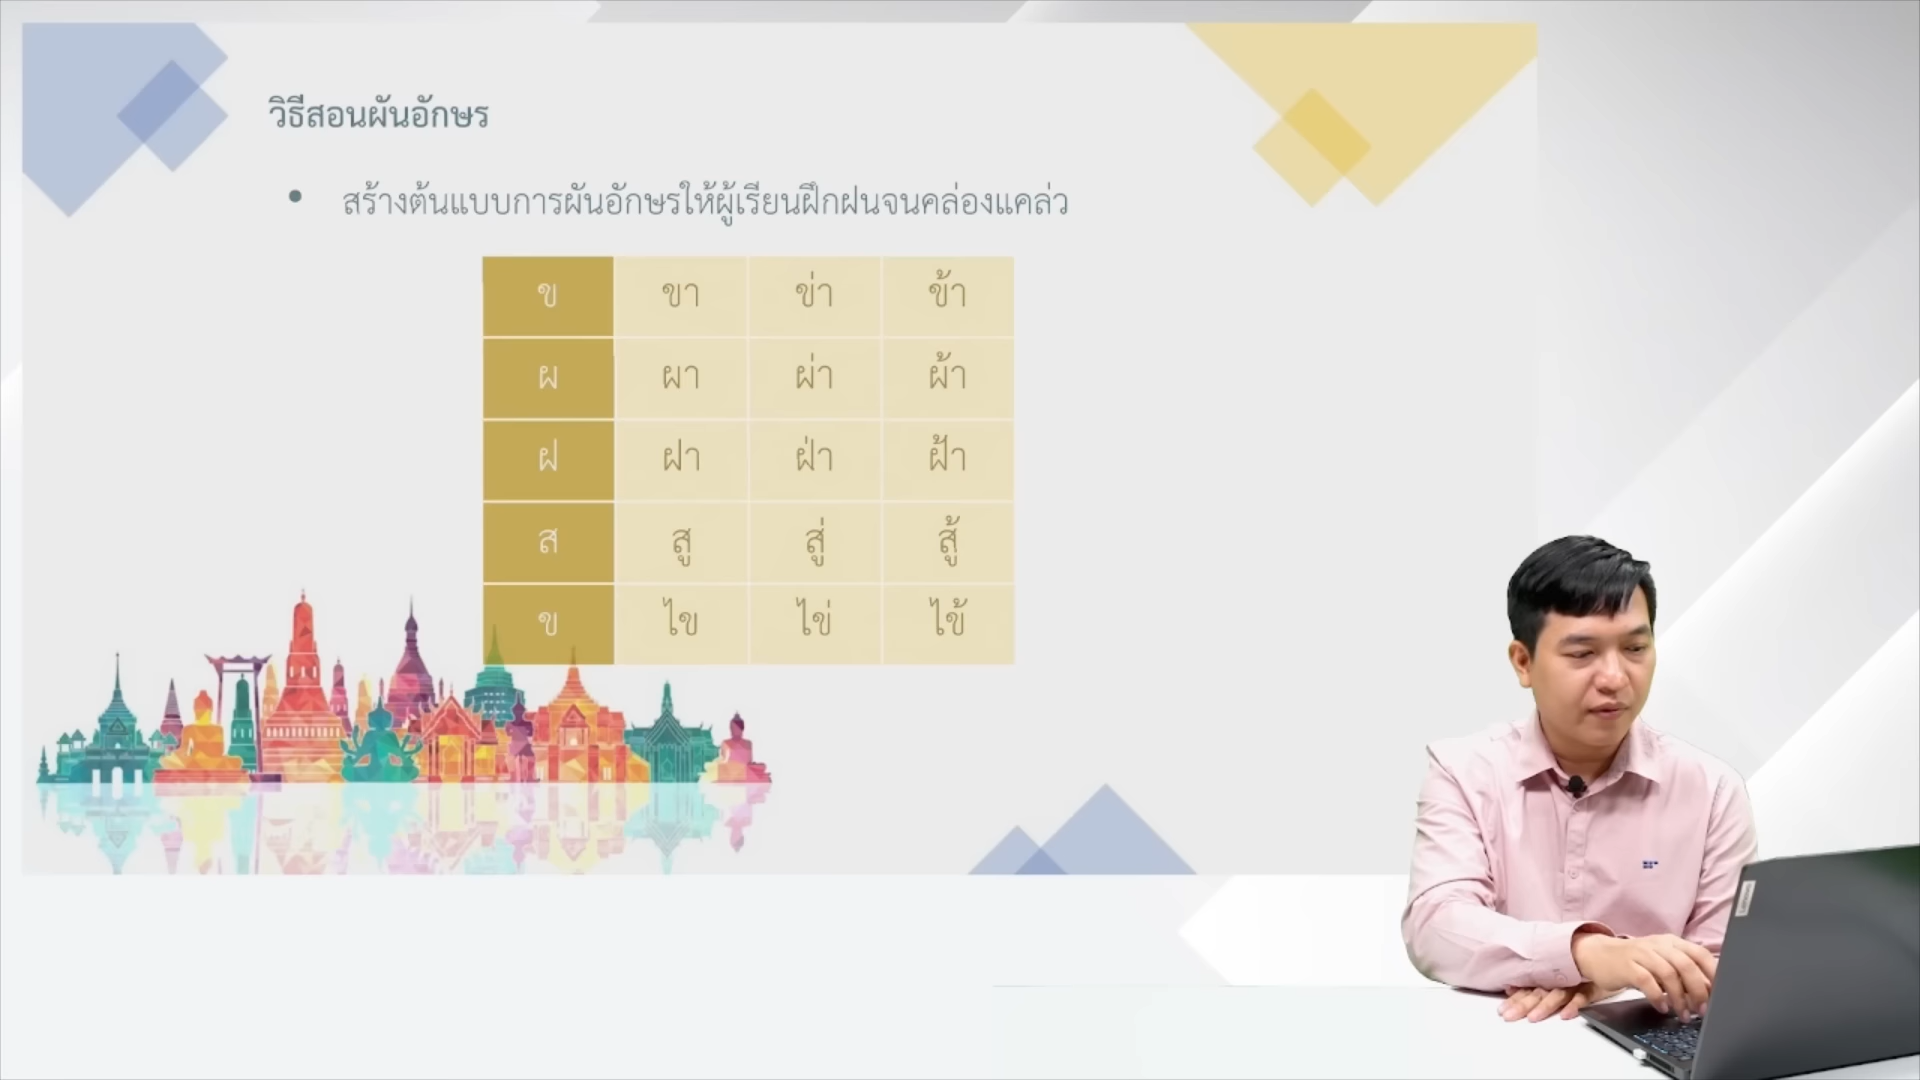 วิธีสอนผันอักษร
• สร้างต้นแบบการผันอักษรให้ผู้เรียนฝึกฝนจนคล่องแคล่ว
ข ขา ข่า ข้า
ผ ผา ผ่า ผ้า
ฝ ฝา ฝ่า ฝ้า
ส สู สู่ สู้
ข ไข ไข่ ไข้